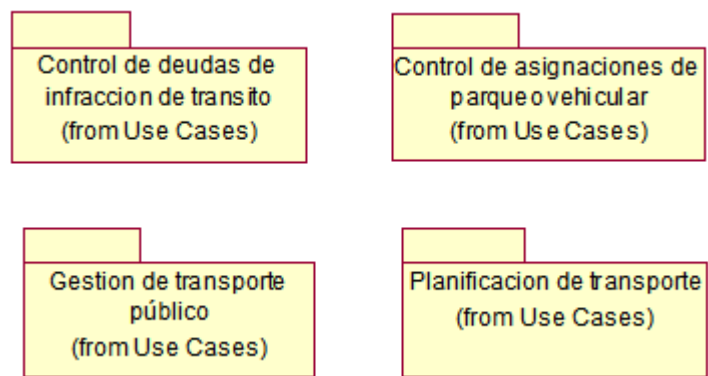 Control de deudas de
infraccion de transito
(from Use Cases)
Control de asignaciones de
parqueo vehicular
(from Use Cases)
Gestion de transporte
público
(from Use Cases)
Planificacion de transporte
(from Use Cases)